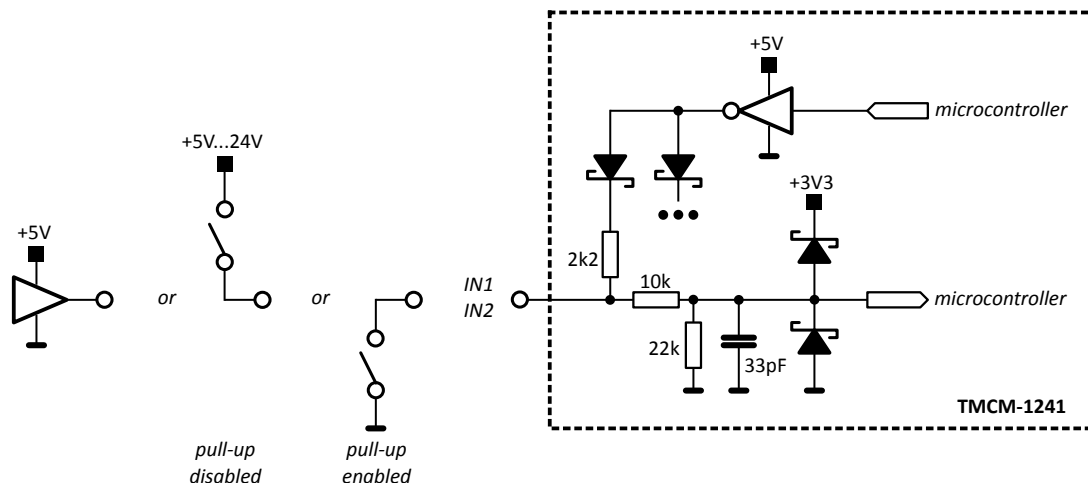 +5V
microcontroller
+5V...24V
+3V3
+5V
2k2
10k
IN1
IN2
or
or
microcontroller
22k
33pF
TMCM-1241
pull-up
disabled
pull-up
enabled